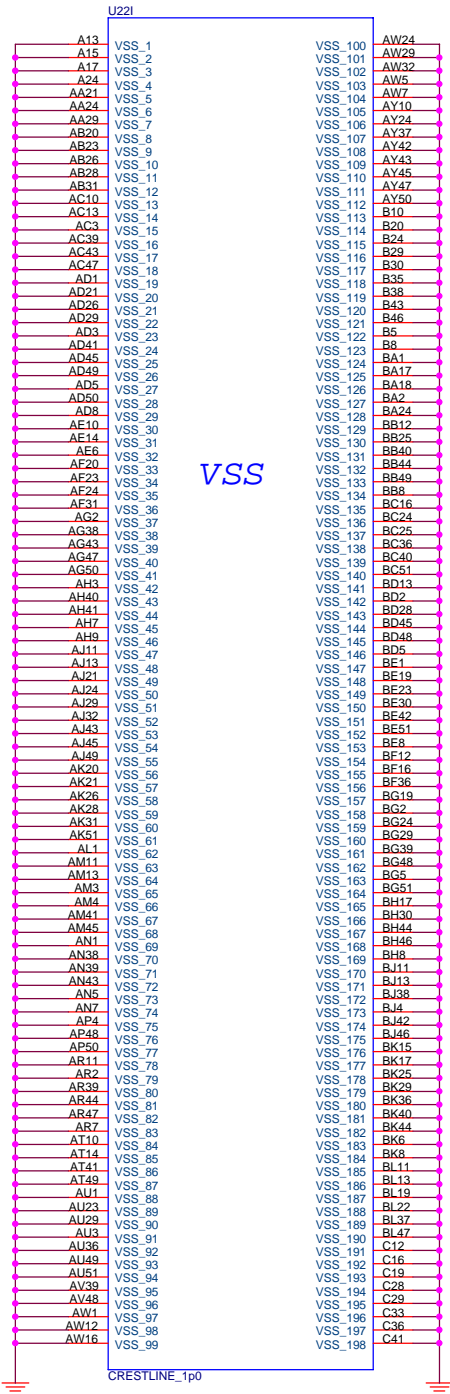 U22I
A13 VSS_1 VSS_100 AW24
A15 VSS_2 VSS_101 AW29
A17 VSS_3 VSS_102 AW32
A24 VSS_4 VSS_103 AW5
AA21 VSS_5 VSS_104 AW7
AA24 VSS_6 VSS_105 AY10
AA29 VSS_7 VSS_106 AY24
AB20 VSS_8 VSS_107 AY37
AB23 VSS_9 VSS_108 AY42
AB26 VSS_10 VSS_109 AY43
AB28 VSS_11 VSS_110 AY45
AB31 VSS_12 VSS_111 AY47
AC10 VSS_13 VSS_112 AY50
AC13 VSS_14 VSS_113 B10
AC3 VSS_15 VSS_114 B20
AC39 VSS_16 VSS_115 B24
AC43 VSS_17 VSS_116 B29
AC47 VSS_18 VSS_117 B30
AD1 VSS_19 VSS_118 B35
AD21 VSS_20 VSS_119 B38
AD26 VSS_21 VSS_120 B43
AD29 VSS_22 VSS_121 B46
AD3 VSS_23 VSS_122 B5
AD41 VSS_24 VSS_123 B8
AD45 VSS_25 VSS_124 BA1
AD49 VSS_26 VSS_125 BA17
AD5 VSS_27 VSS_126 BA18
AD50 VSS_28 VSS_127 BA2
AD8 VSS_29 VSS_128 BA24
AE10 VSS_30 VSS_129 BB12
AE14 VSS_31 VSS_130 BB25
AE6 VSS_32 VSS_131 BB40
AF20 VSS_33 VSS_132 BB44
VSS
AF23 VSS_34 VSS_133 BB49
AF24 VSS_35 VSS_134 BB8
AF31 VSS_36 VSS_135 BC16
AG2 VSS_37 VSS_136 BC24
AG38 VSS_38 VSS_137 BC25
AG43 VSS_39 VSS_138 BC36
AG47 VSS_40 VSS_139 BC40
AG50 VSS_41 VSS_140 BC51
AH3 VSS_42 VSS_141 BD13
AH40 VSS_43 VSS_142 BD2
AH41 VSS_44 VSS_143 BD28
AH7 VSS_45 VSS_144 BD45
AH9 VSS_46 VSS_145 BD48
AJ11 VSS_47 VSS_146 BD5
AJ13 VSS_48 VSS_147 BE1
AJ21 VSS_49 VSS_148 BE19
AJ24 VSS_50 VSS_149 BE23
AJ29 VSS_51 VSS_150 BE30
AJ32 VSS_52 VSS_151 BE42
AJ43 VSS_53 VSS_152 BE51
AJ45 VSS_54 VSS_153 BE8
AJ49 VSS_55 VSS_154 BF12
AK20 VSS_56 VSS_155 BF16
AK21 VSS_57 VSS_156 BF36
AK26 VSS_58 VSS_157 BG19
AK28 VSS_59 VSS_158 BG2
AK31 VSS_60 VSS_159 BG24
AK51 VSS_61 VSS_160 BG29
AL1 VSS_62 VSS_161 BG39
AM11 VSS_63 VSS_162 BG48
AM13 VSS_64 VSS_163 BG5
AM3 VSS_65 VSS_164 BG51
AM4 VSS_66 VSS_165 BH17
AM41 VSS_67 VSS_166 BH30
AM45 VSS_68 VSS_167 BH44
AN1 VSS_69 VSS_168 BH46
AN38 VSS_70 VSS_169 BH8
AN39 VSS_71 VSS_170 BJ11
AN43 VSS_72 VSS_171 BJ13
AN5 VSS_73 VSS_172 BJ38
AN7 VSS_74 VSS_173 BJ4
AP4 VSS_75 VSS_174 BJ42
AP48 VSS_76 VSS_175 BJ46
AP50 VSS_77 VSS_176 BK15
AR11 VSS_78 VSS_177 BK17
AR2 VSS_79 VSS_178 BK25
AR39 VSS_80 VSS_179 BK29
AR44 VSS_81 VSS_180 BK36
AR47 VSS_82 VSS_181 BK40
AR7 VSS_83 VSS_182 BK44
AT10 VSS_84 VSS_183 BK6
AT14 VSS_85 VSS_184 BK8
AT41 VSS_86 VSS_185 BL11
AT49 VSS_87 VSS_186 BL13
AU1 VSS_88 VSS_187 BL19
AU23 VSS_89 VSS_188 BL22
AU29 VSS_90 VSS_189 BL37
AU3 VSS_91 VSS_190 BL47
AU36 VSS_92 VSS_191 C12
AU49 VSS_93 VSS_192 C16
AU51 VSS_94 VSS_193 C19
AV39 VSS_95 VSS_194 C28
AV48 VSS_96 VSS_195 C29
AW1 VSS_97 VSS_196 C33
AW12 VSS_98 VSS_197 C36
AW16 VSS_99 VSS_198 C41
CRESTLINE_1p0